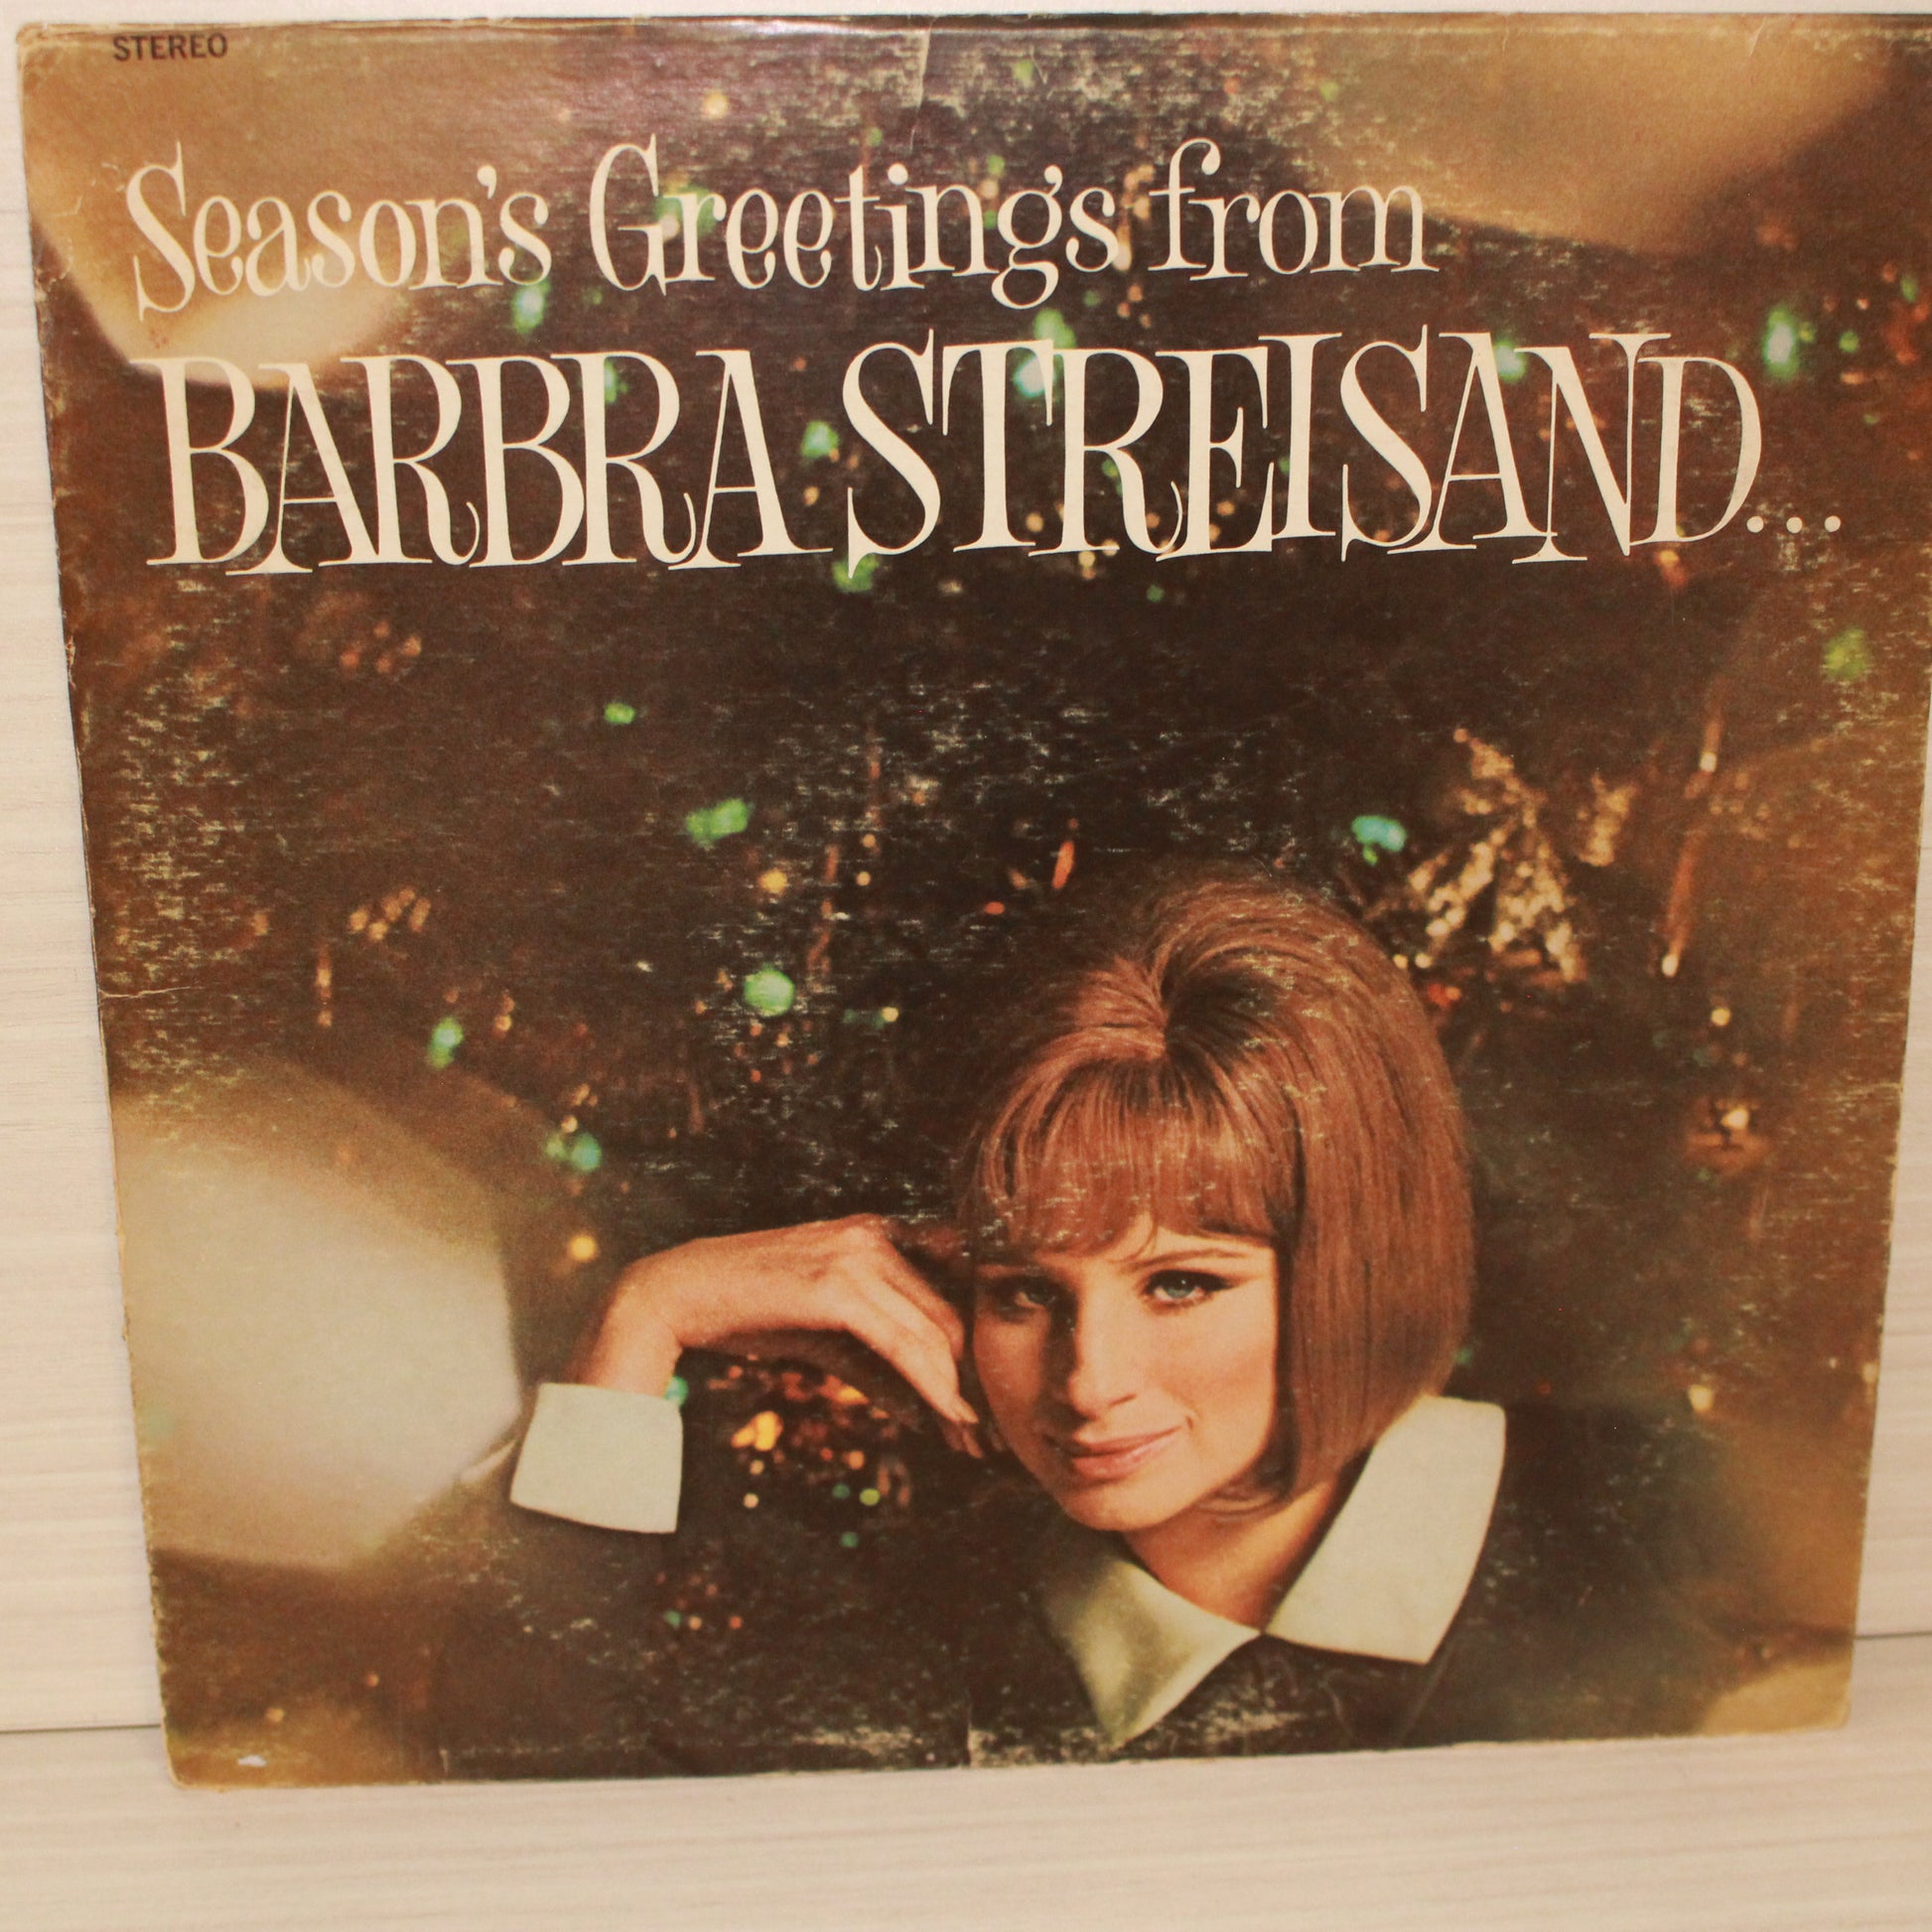 STEREO
Season's Greetings from
BARBRA STREISAND...